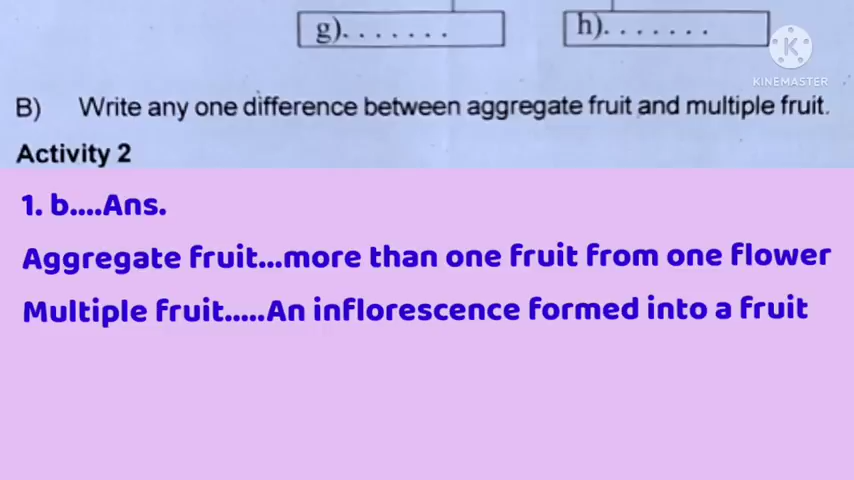 g).......
h).......
KINEMASTER
B) Write any one difference between aggregate fruit and multiple fruit.
Activity 2
1. b....Ans.
Aggregate fruit...more than one fruit from one flower
Multiple fruit.....An inflorescence formed into a fruit